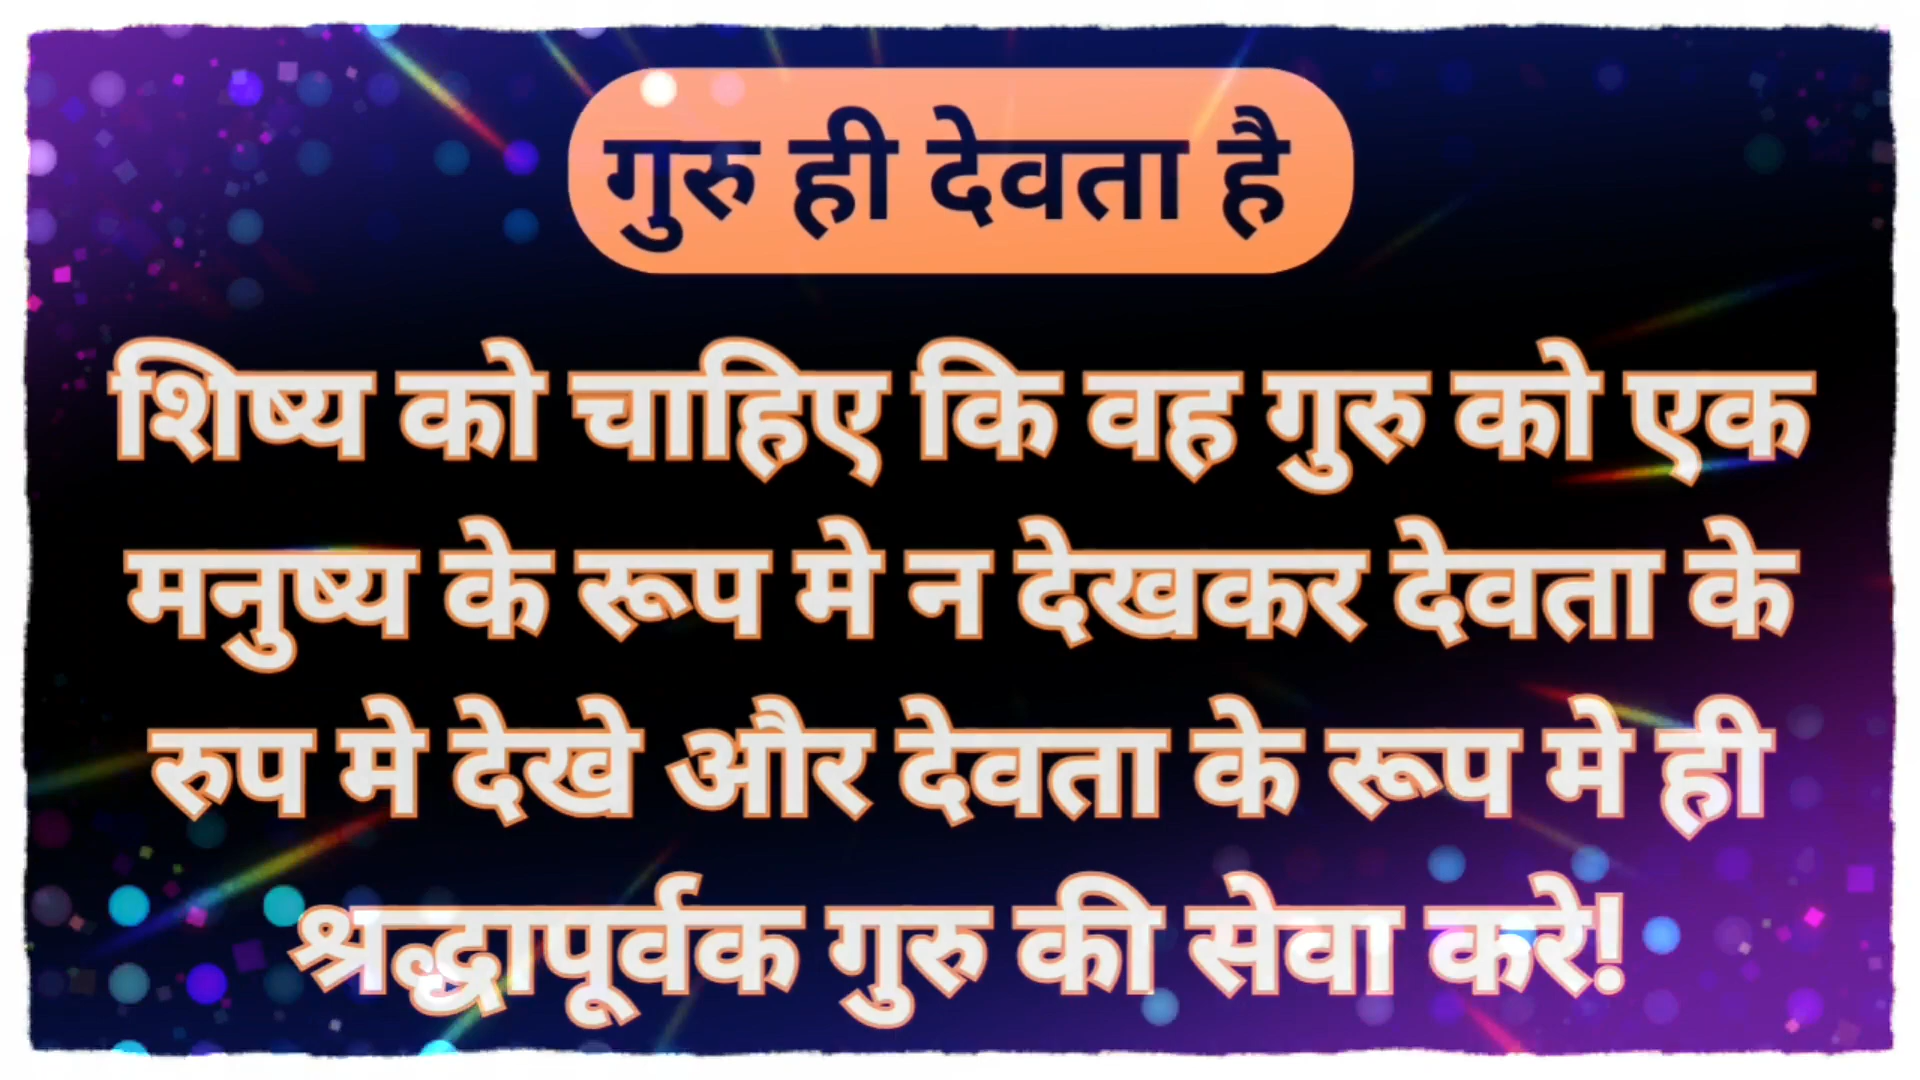 गुरु ही देवता है
शिष्य को चाहिए कि वह गुरु को एक
मनुष्य के रूप मे न देखकर देवता के
रुप मे देखे और देवता के रूप मे ही
श्रद्धापूर्वक गुरु की सेवा करे!